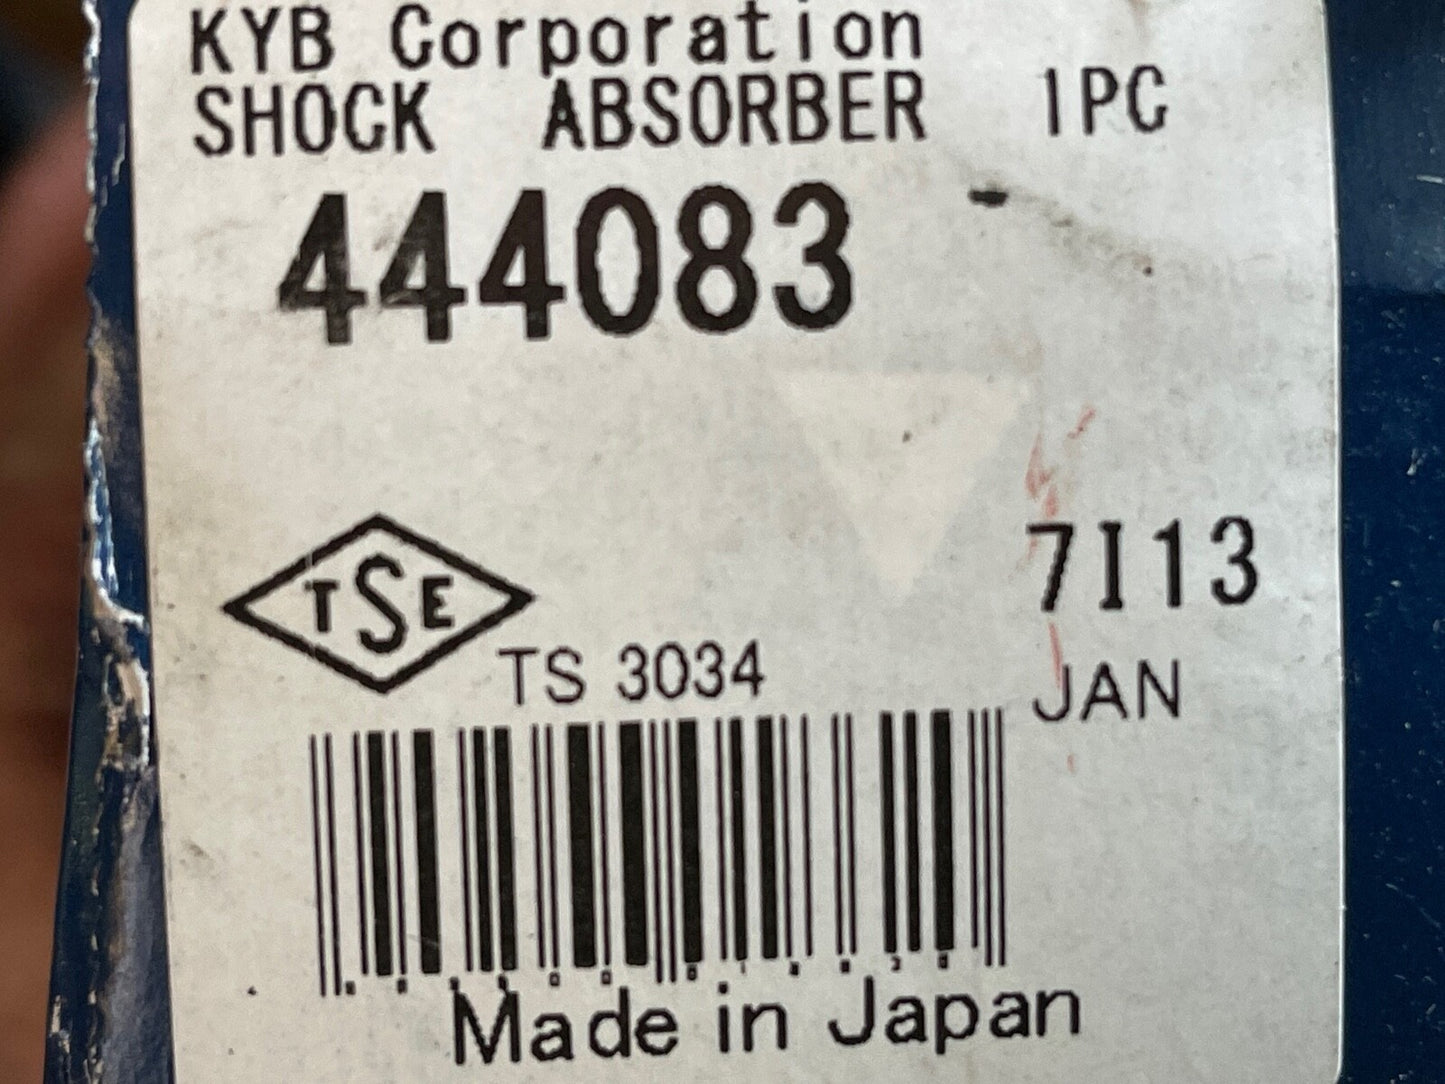 KYB Corporation
SHOCK ABSORBER 1PC
444083
TSE
TS 3034
7I13
JAN
Made in Japan